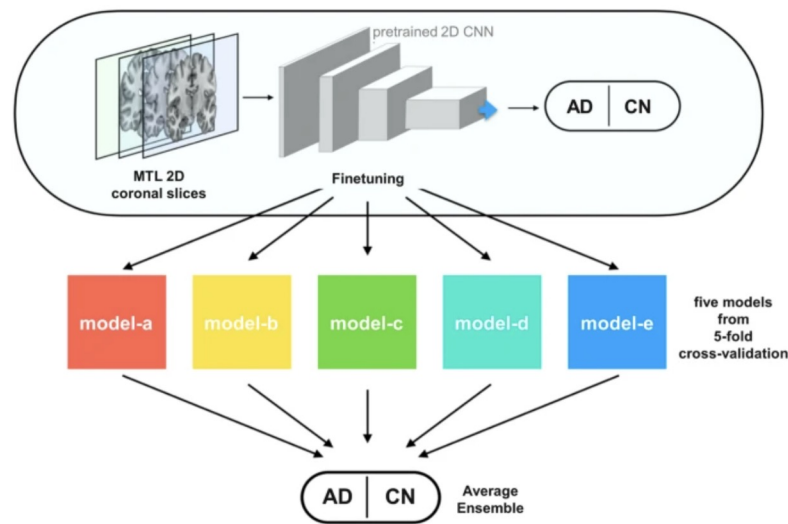 pretrained 2D CNN
AD CN
MTL 2D
coronal slices
Finetuning
model-a model-b model-c model-d model-e
five models
from
5-fold
cross-validation
AD CN
Average
Ensemble